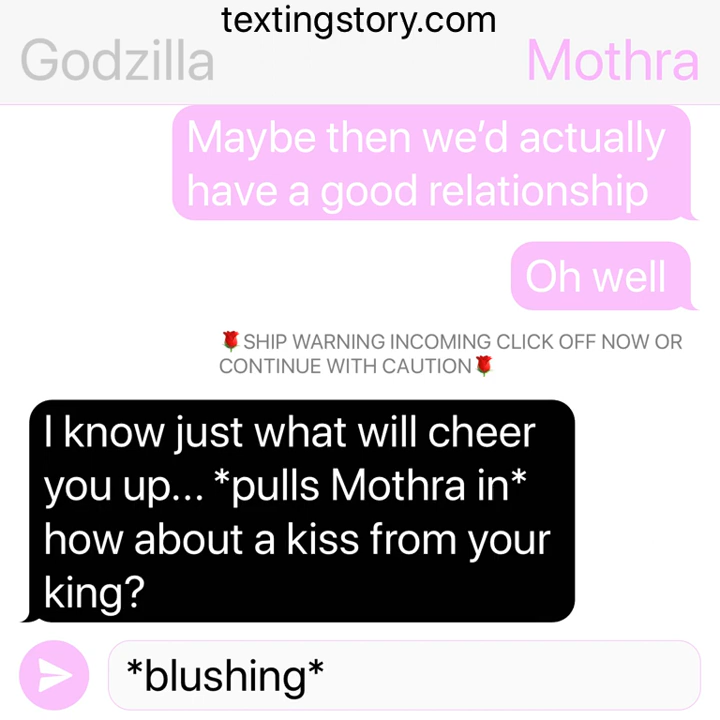 textingstory.com
Godzilla
Mothra
Maybe then we’d actually
have a good relationship
Oh well
🌹SHIP WARNING INCOMING CLICK OFF NOW OR
CONTINUE WITH CAUTION🌹
I know just what will cheer
you up... *pulls Mothra in*
how about a kiss from your
king?
*blushing*